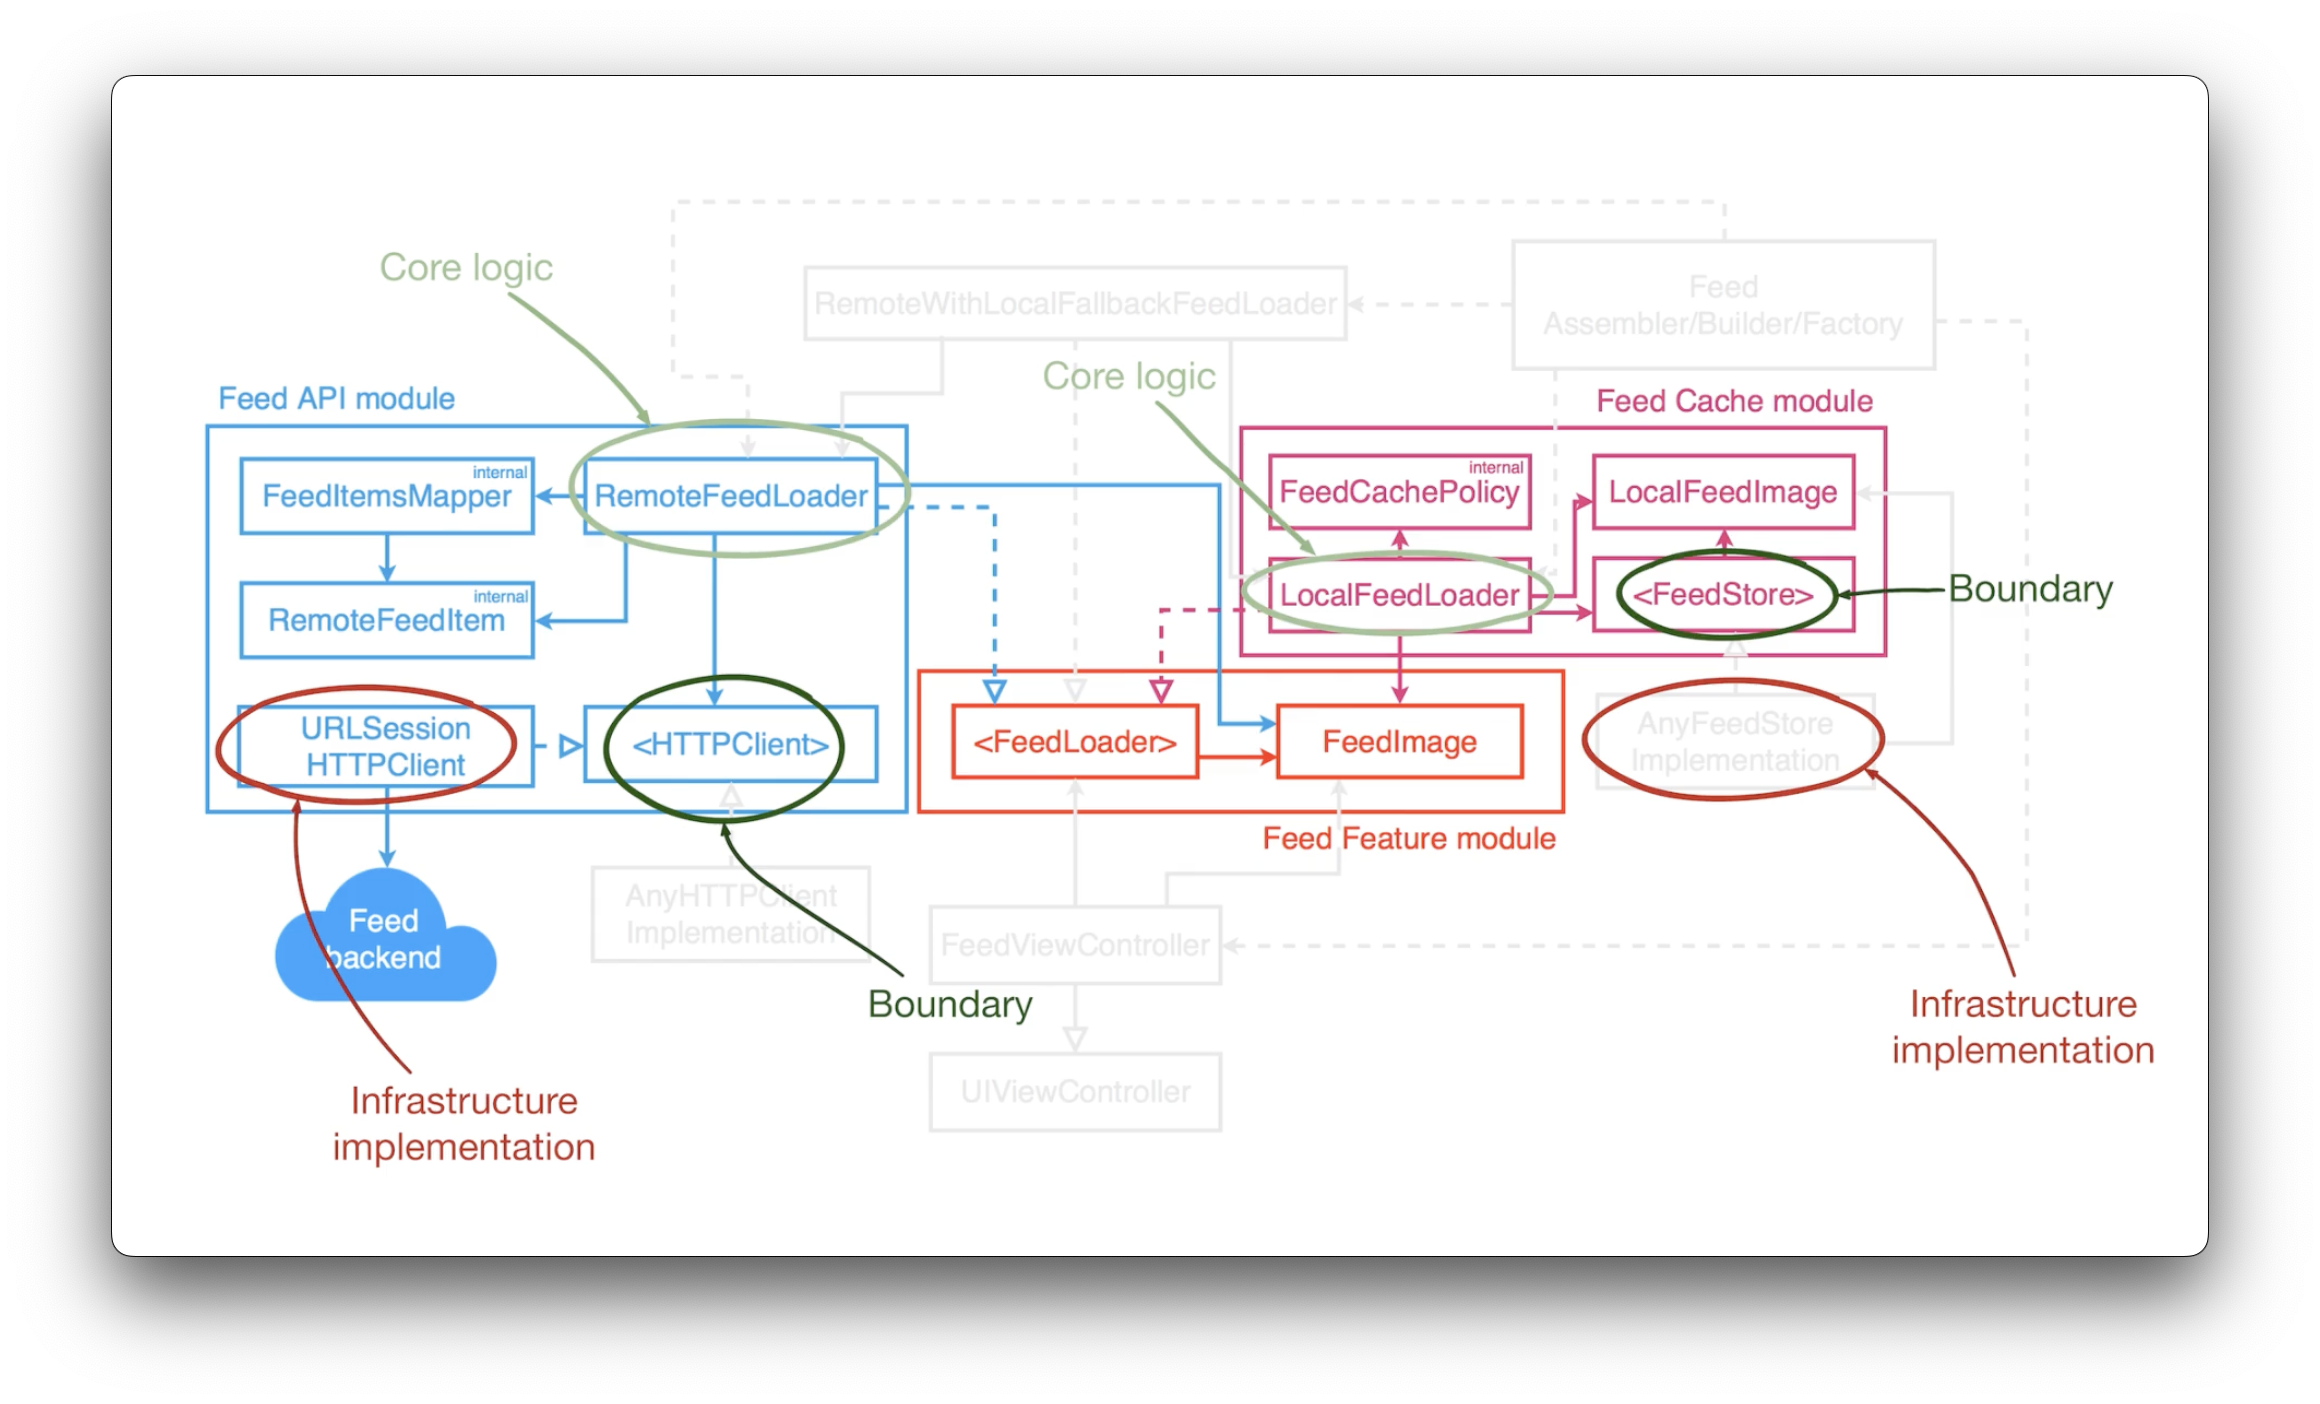 Core logic
RemoteWithLocalFallbackFeedLoader
Feed
Assembler/Builder/Factory
Core logic
Feed API module
Feed Cache module
internal
FeedItemsMapper
RemoteFeedLoader
internal
FeedCachePolicy
LocalFeedImage
internal
RemoteFeedItem
LocalFeedLoader
<FeedStore>
Boundary
URLSession
HTTPClient
<HTTPClient>
<FeedLoader>
FeedImage
AnyFeedStore
Implementation
Feed Feature module
Feed
backend
AnyHTTPClient
Implementation
FeedViewController
Boundary
Infrastructure
implementation
UIViewController
Infrastructure
implementation